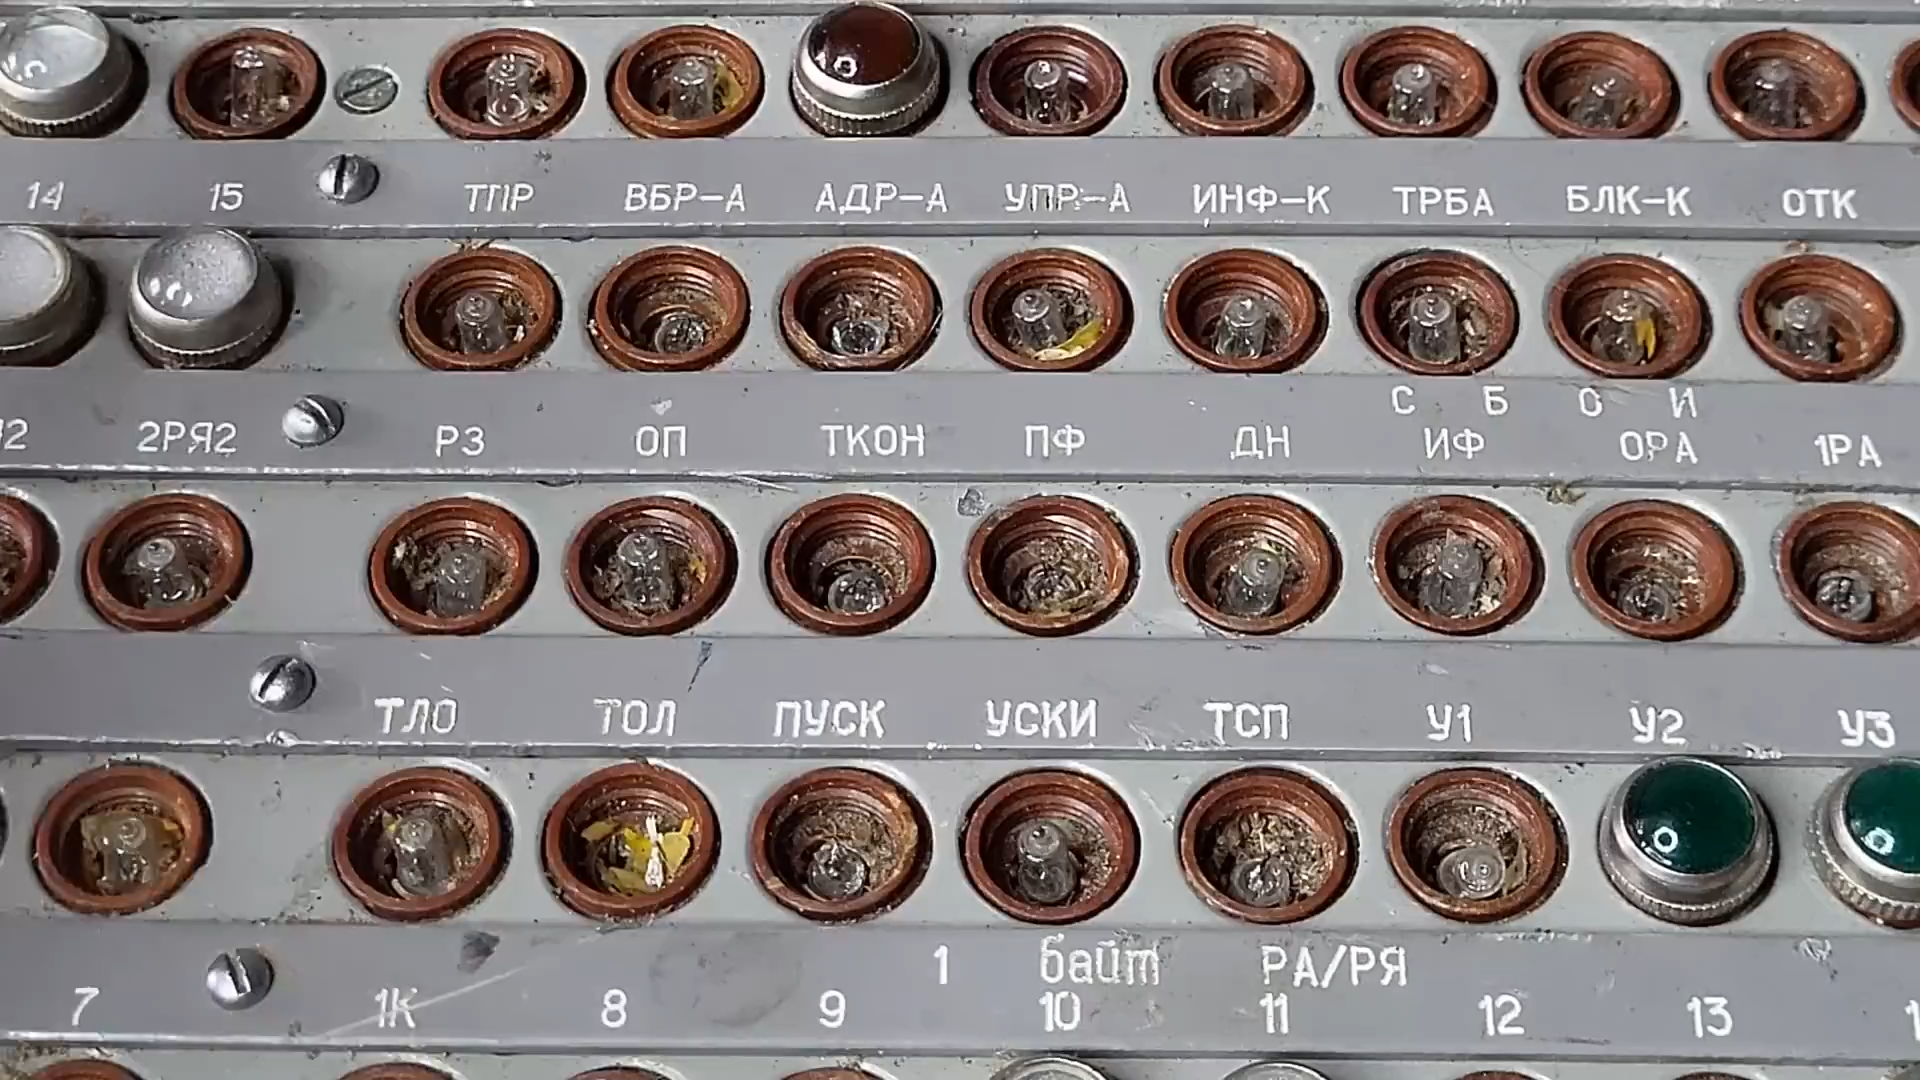 14 15 ТПР ВБР-А АДР-А УПР-А ИНФ-К ТРБА БЛК-К ОТК
С Б О И
2РЯ2 РЗ ОП ТКОН ПФ ДН ИФ ОРА 1РА
ТЛО ТОЛ ПУСК УСКИ ТСП У1 У2 У3
1 байт РА/РЯ
7 1К 8 9 10 11 12 13